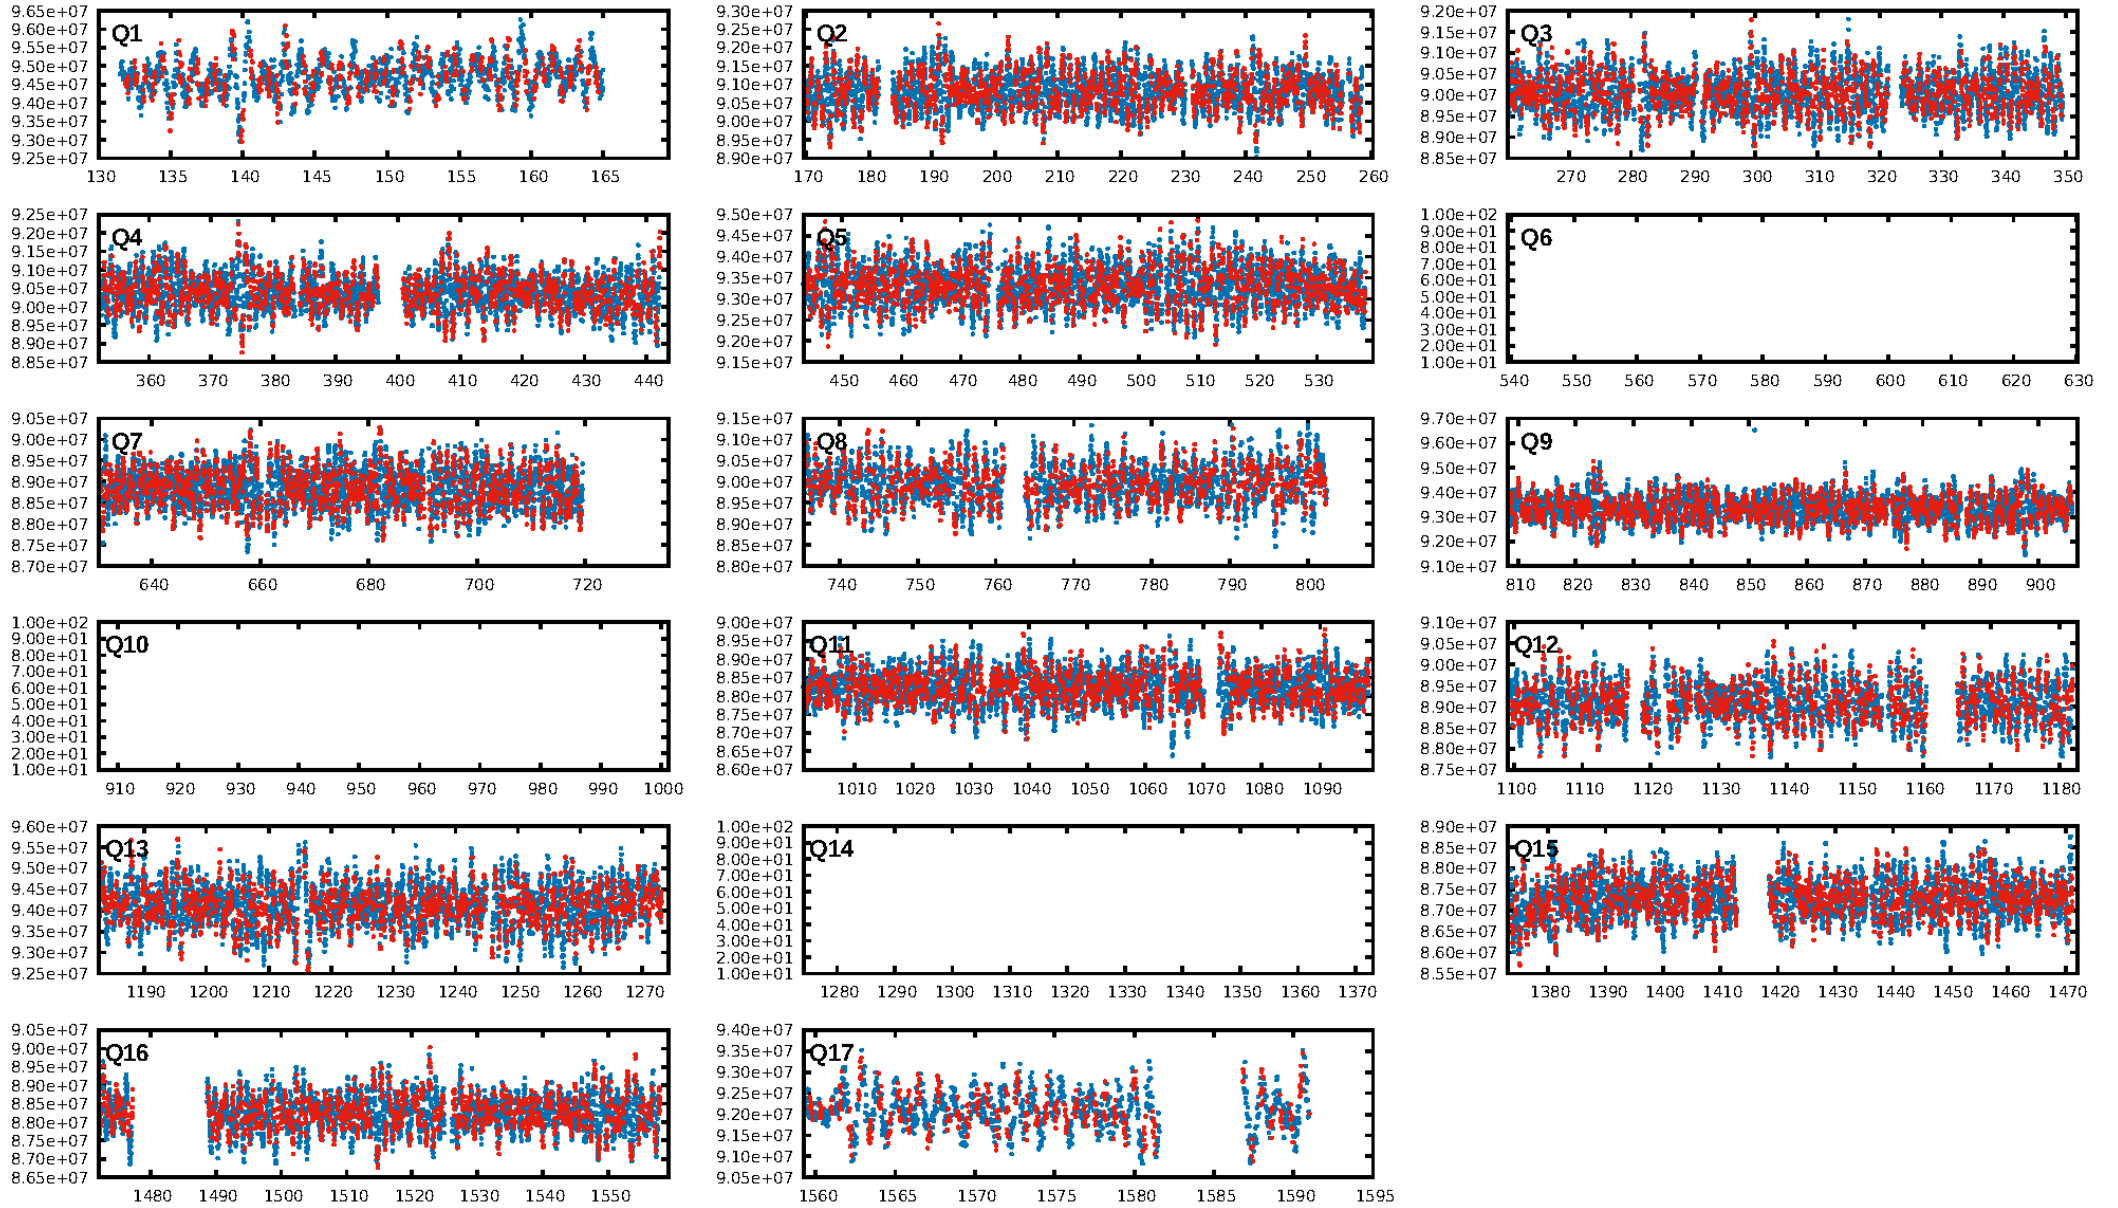 9.65e+07 9.60e+07 9.55e+07 9.50e+07 9.45e+07 9.40e+07 9.35e+07 9.30e+07 9.25e+07
Q1
130 135 140 145 150 155 160 165
9.30e+07 9.25e+07 9.20e+07 9.15e+07 9.10e+07 9.05e+07 9.00e+07 8.95e+07 8.90e+07
Q2
170 180 190 200 210 220 230 240 250 260
9.20e+07 9.15e+07 9.10e+07 9.05e+07 9.00e+07 8.95e+07 8.90e+07 8.85e+07
Q3
270 280 290 300 310 320 330 340 350
9.25e+07 9.20e+07 9.15e+07 9.10e+07 9.05e+07 9.00e+07 8.95e+07 8.90e+07 8.85e+07
Q4
360 370 380 390 400 410 420 430 440
9.50e+07 9.45e+07 9.40e+07 9.35e+07 9.30e+07 9.25e+07 9.20e+07 9.15e+07
Q5
450 460 470 480 490 500 510 520 530
1.00e+02 9.00e+01 8.00e+01 7.00e+01 6.00e+01 5.00e+01 4.00e+01 3.00e+01 2.00e+01 1.00e+01
Q6
540 550 560 570 580 590 600 610 620 630
9.05e+07 9.00e+07 8.95e+07 8.90e+07 8.85e+07 8.80e+07 8.75e+07 8.70e+07
Q7
640 660 680 700 720
9.15e+07 9.10e+07 9.05e+07 9.00e+07 8.95e+07 8.90e+07 8.85e+07 8.80e+07
Q8
740 750 760 770 780 790 800
9.70e+07 9.60e+07 9.50e+07 9.40e+07 9.30e+07 9.20e+07 9.10e+07
Q9
810 820 830 840 850 860 870 880 890 900
1.00e+02 9.00e+01 8.00e+01 7.00e+01 6.00e+01 5.00e+01 4.00e+01 3.00e+01 2.00e+01 1.00e+01
Q10
910 920 930 940 950 960 970 980 990 1000
9.00e+07 8.95e+07 8.90e+07 8.85e+07 8.80e+07 8.75e+07 8.70e+07 8.65e+07 8.60e+07
Q11
1010 1020 1030 1040 1050 1060 1070 1080 1090
9.10e+07 9.05e+07 9.00e+07 8.95e+07 8.90e+07 8.85e+07 8.80e+07 8.75e+07
Q12
1100 1110 1120 1130 1140 1150 1160 1170 1180
9.60e+07 9.55e+07 9.50e+07 9.45e+07 9.40e+07 9.35e+07 9.30e+07 9.25e+07
Q13
1190 1200 1210 1220 1230 1240 1250 1260 1270
1.00e+02 9.00e+01 8.00e+01 7.00e+01 6.00e+01 5.00e+01 4.00e+01 3.00e+01 2.00e+01 1.00e+01
Q14
1280 1290 1300 1310 1320 1330 1340 1350 1360 1370
8.90e+07 8.85e+07 8.80e+07 8.75e+07 8.70e+07 8.65e+07 8.60e+07 8.55e+07
Q15
1380 1390 1400 1410 1420 1430 1440 1450 1460 1470
9.05e+07 9.00e+07 8.95e+07 8.90e+07 8.85e+07 8.80e+07 8.75e+07 8.70e+07 8.65e+07
Q16
1480 1490 1500 1510 1520 1530 1540 1550
9.40e+07 9.35e+07 9.30e+07 9.25e+07 9.20e+07 9.15e+07 9.10e+07 9.05e+07
Q17
1560 1565 1570 1575 1580 1585 1590 1595